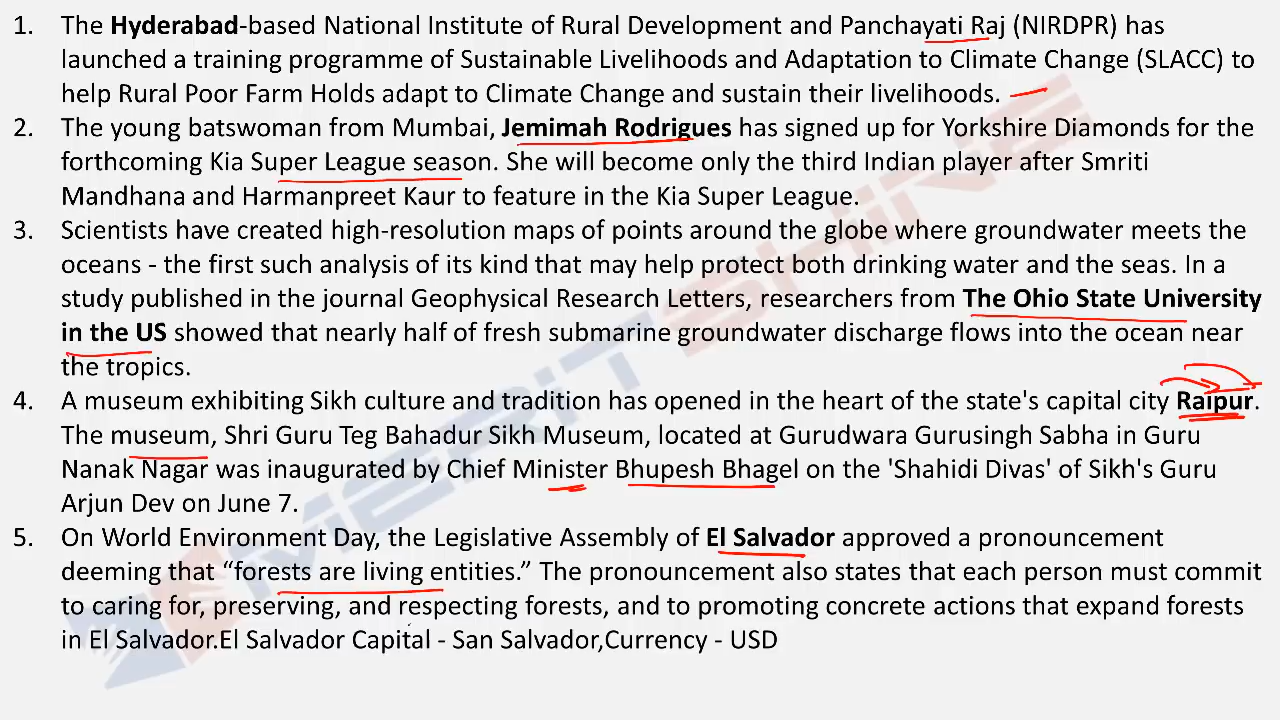 1. The Hyderabad-based National Institute of Rural Development and Panchayati Raj (NIRDPR) has
launched a training programme of Sustainable Livelihoods and Adaptation to Climate Change (SLACC) to
help Rural Poor Farm Holds adapt to Climate Change and sustain their livelihoods.
2. The young batswoman from Mumbai, Jemimah Rodrigues has signed up for Yorkshire Diamonds for the
forthcoming Kia Super League season. She will become only the third Indian player after Smriti
Mandhana and Harmanpreet Kaur to feature in the Kia Super League.
3. Scientists have created high-resolution maps of points around the globe where groundwater meets the
oceans - the first such analysis of its kind that may help protect both drinking water and the seas. In a
study published in the journal Geophysical Research Letters, researchers from The Ohio State University
in the US showed that nearly half of fresh submarine groundwater discharge flows into the ocean near
the tropics.
4. A museum exhibiting Sikh culture and tradition has opened in the heart of the state's capital city Raipur.
The museum, Shri Guru Teg Bahadur Sikh Museum, located at Gurudwara Gurusingh Sabha in Guru
Nanak Nagar was inaugurated by Chief Minister Bhupesh Bhagel on the 'Shahidi Divas' of Sikh's Guru
Arjun Dev on June 7.
5. On World Environment Day, the Legislative Assembly of El Salvador approved a pronouncement
deeming that “forests are living entities.” The pronouncement also states that each person must commit
to caring for, preserving, and respecting forests, and to promoting concrete actions that expand forests
in El Salvador.El Salvador Capital - San Salvador,Currency - USD
MERIT SHINE